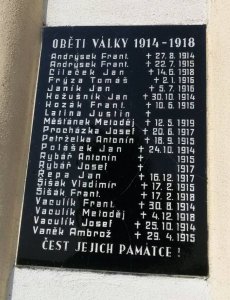 OBĚTI VÁLKY 1914-1918
Andrýsek Frant. † 27.8.1914
Andrýsek Frant. † 22.7.1915
Cileček Jan † 14.6.1918
Frýza Tomáš † 2.1.1916
Janík Jan † 5.7.1916
Kožušník Jan † 30.10.1914
Kozák Frant. † 10.6.1915
Latina Justin †
Měšťánek Metoděj † 12.5.1919
Procházka Josef † 20.6.1917
Petrželka Antonín † 18.5.1915
Polášek Jan † 24.10.1914
Rybář Antonín † 1915
Rybář Josef † 1917
Řepa Jan † 16.12.1917
Šišak Vladimír † 17.2.1915
Šišák Frant. † 17.2.1918
Vaculík Frant. † 30.8.1914
Vaculík Metoděj † 4.12.1918
Vaculík Josef † 25.10.1914
Vaněk Ambrož † 29.4.1915
ČEST JEJICH PAMÁTCE!